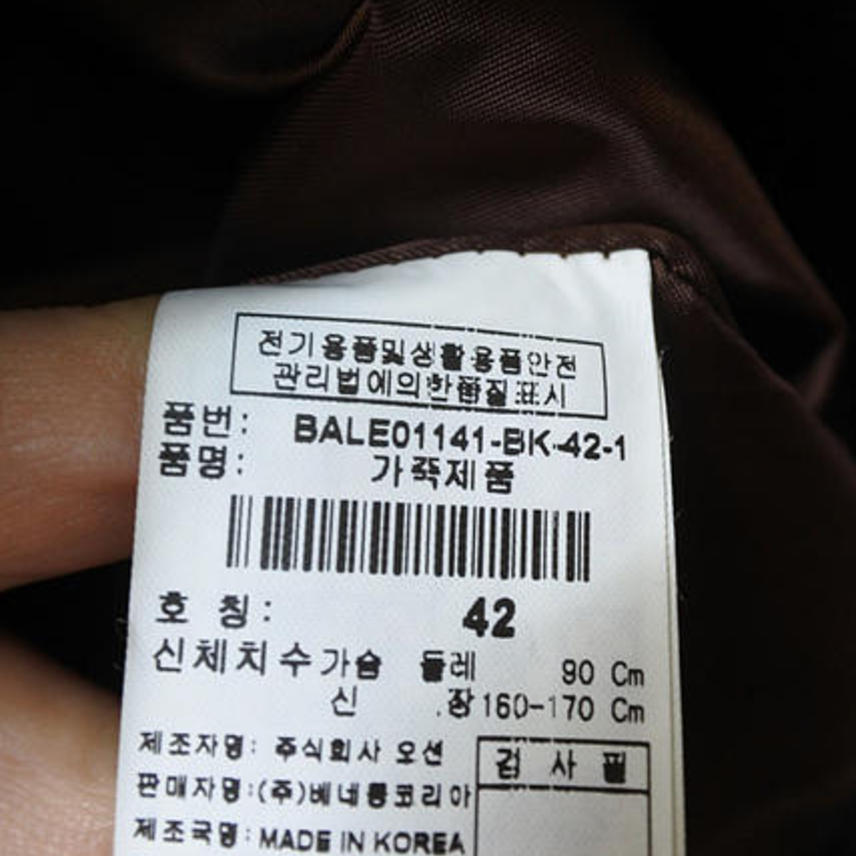 전기용품및생활용품안전
관리법에의한품질표시
품번: BALE01141-BK-42-1
품명: 가죽제품
호 칭: 42
신체치수 가슴 둘레 90 Cm
신 장 160-170 Cm
제조자명: 주식회사 오션
검 사 필
판매자명:(주)베네통코리아
제조국명: MADE IN KOREA